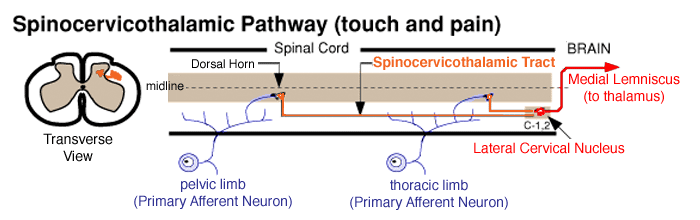 Spinocervicothalamic Pathway (touch and pain)
Spinal Cord
BRAIN
Dorsal Horn
Spinocervicothalamic Tract
Medial Lemniscus
(to thalamus)
midline
C-1,2
Transverse
View
Lateral Cervical Nucleus
pelvic limb
(Primary Afferent Neuron)
thoracic limb
(Primary Afferent Neuron)